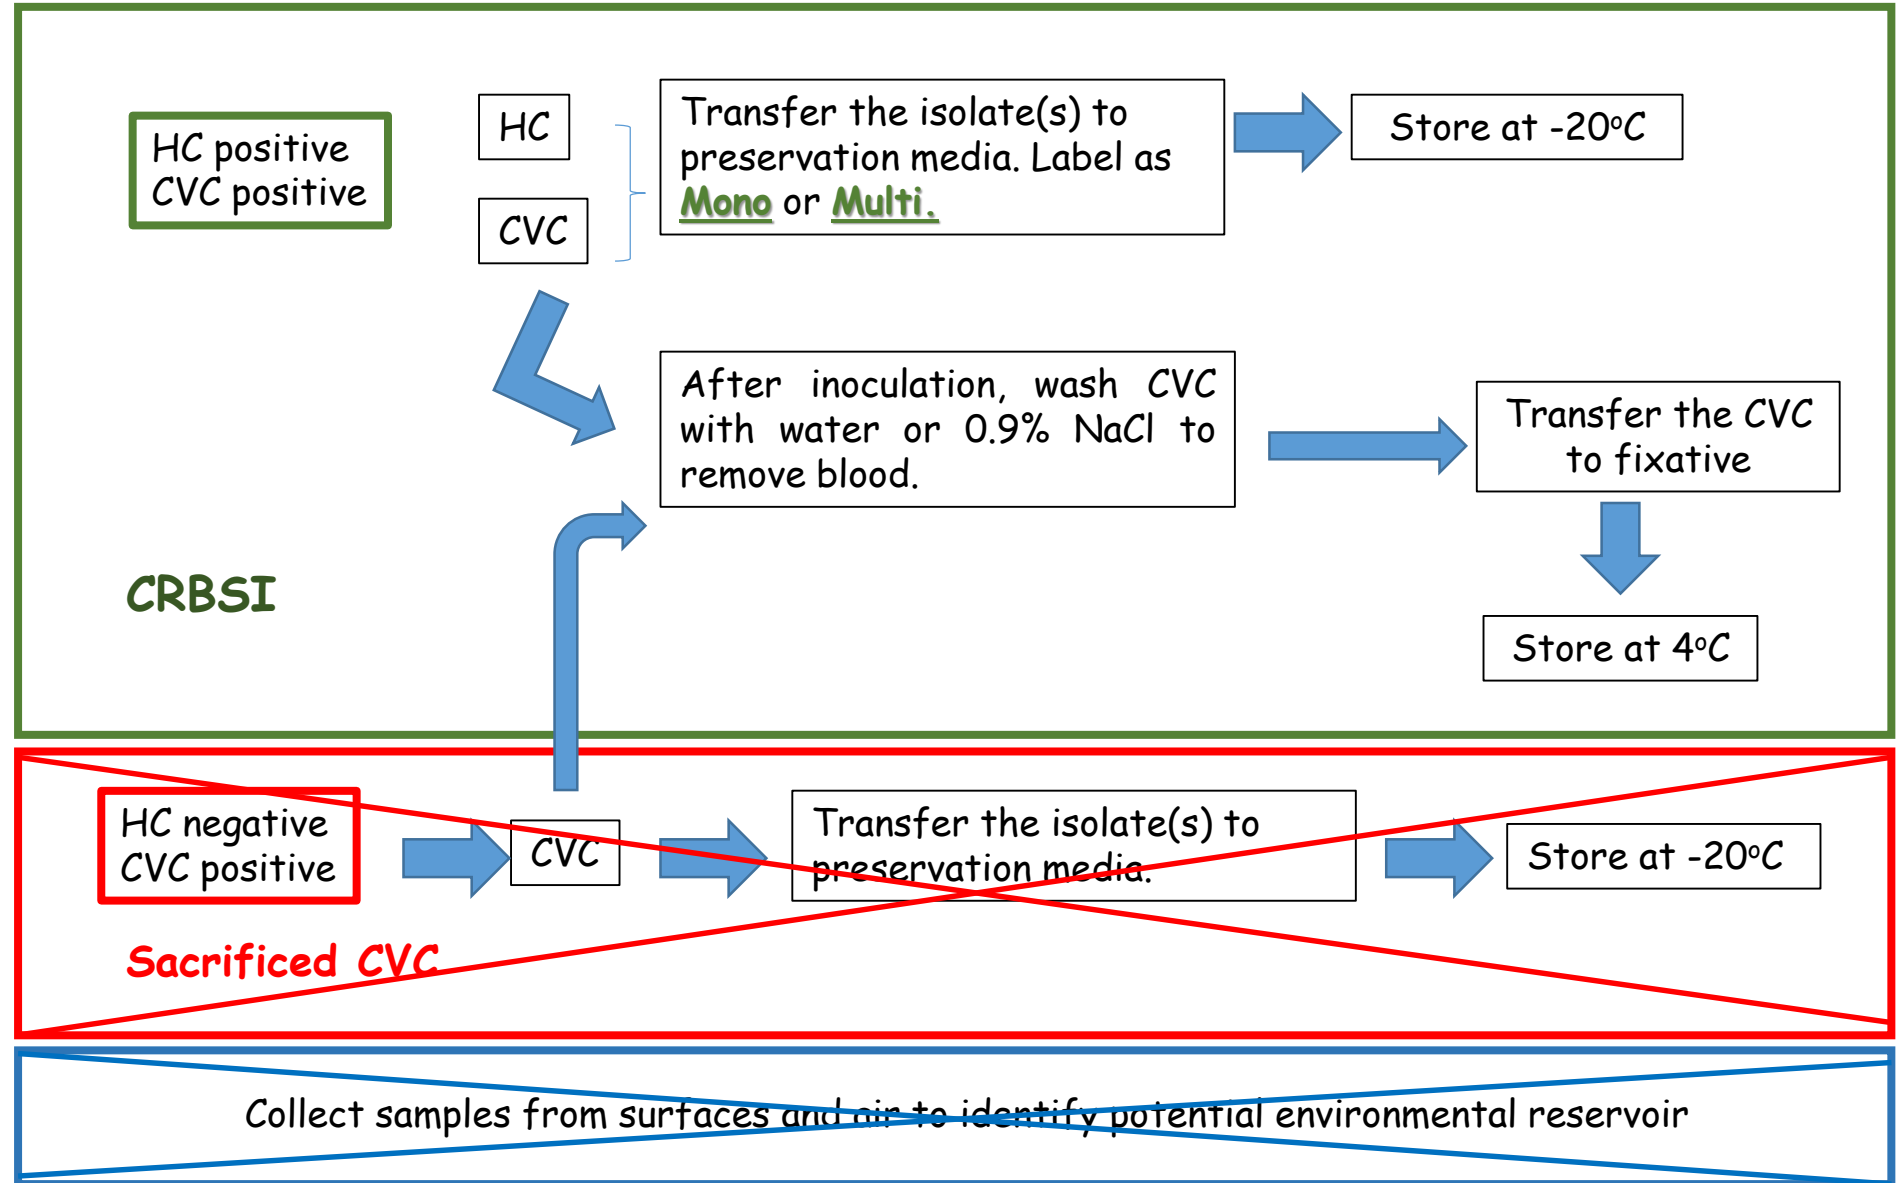 HC positive
CVC positive
HC
CVC
Transfer the isolate(s) to
preservation media. Label as
Mono or Multi.
Store at -20°C
After inoculation, wash CVC
with water or 0.9% NaCl to
remove blood.
Transfer the CVC
to fixative
Store at 4°C
CRBSI
HC negative
CVC positive
CVC
Transfer the isolate(s) to
preservation media.
Store at -20°C
Sacrificed CVC
Collect samples from surfaces and air to identify potential environmental reservoir